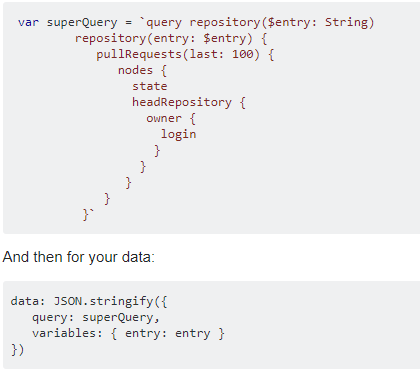 var superQuery = `query repository($entry: String)
repository(entry: $entry) {
pullRequests(last: 100) {
nodes {
state
headRepository {
owner {
login
}
}
}
}
}`
And then for your data:
data: JSON.stringify({
query: superQuery,
variables: { entry: entry }
})